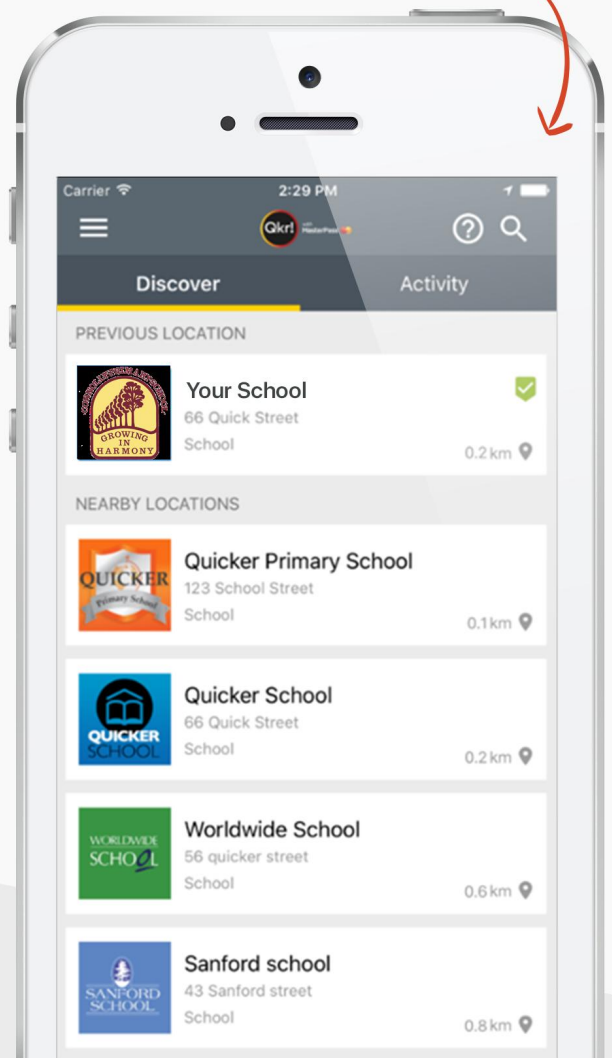 Carrier 2:29 PM
Qkr! with MasterPass
Discover Activity
PREVIOUS LOCATION
GROWING
IN
HARMONY
Your School
66 Quick Street
School
0.2 km
NEARBY LOCATIONS
QUICKER
Primary School
Quicker Primary School
123 School Street
School
0.1 km
QUICKER
SCHOOL
Quicker School
66 Quick Street
School
0.2 km
WORLDWIDE
SCHOOL
Worldwide School
56 quicker street
School
0.6 km
SANFORD
SCHOOL
Sanford school
43 Sanford street
School
0.8 km